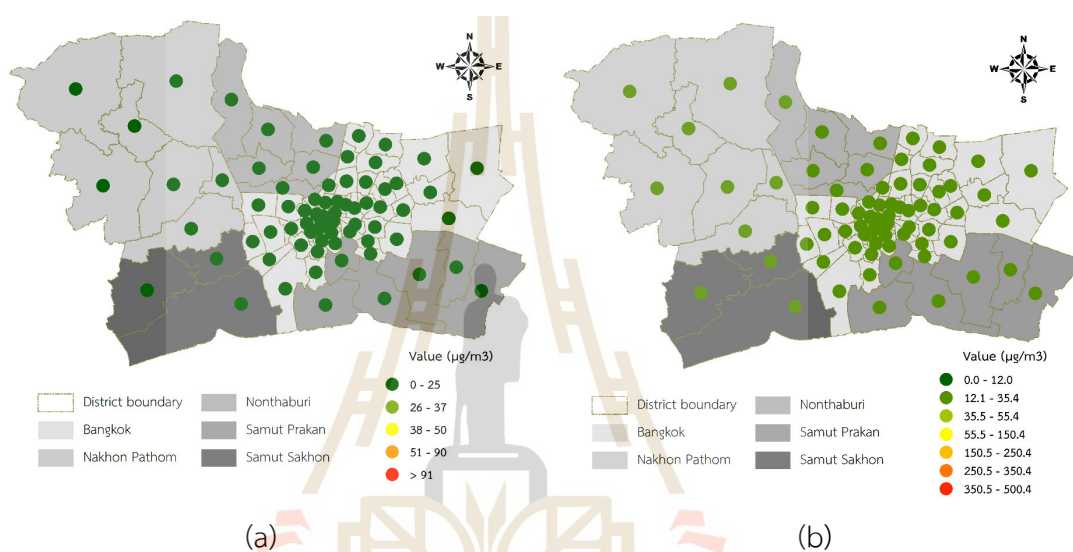 N
W E
S
Value (µg/m3)
0 - 25
26 - 37
38 - 50
51 - 90
> 91
District boundary
Bangkok
Nakhon Pathom
Nonthaburi
Samut Prakan
Samut Sakhon
(a)
N
W E
S
Value (µg/m3)
0.0 - 12.0
12.1 - 35.4
35.5 - 55.4
55.5 - 150.4
150.5 - 250.4
250.5 - 350.4
350.5 - 500.4
District boundary
Bangkok
Nakhon Pathom
Nonthaburi
Samut Prakan
Samut Sakhon
(b)